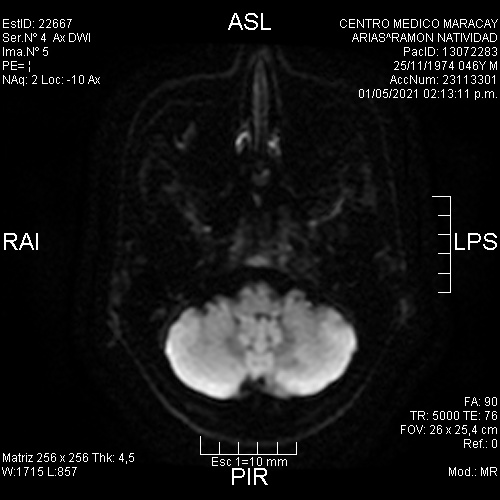 EstID: 22667
Ser.Nº 4 Ax DWI
Ima.Nº 5
PE= ¦
NAq: 2 Loc: -10 Ax
ASL
CENTRO MEDICO MARACAY
ARIAS^RAMON NATIVIDAD
PacID: 13072283
25/11/1974 046Y M
AccNum: 23113301
01/05/2021 02:13:11 p.m.
RAI
LPS
FA: 90
TR: 5000 TE: 76
FOV: 26 x 25,4 cm
Ref.: 0
Mod.: MR
Matriz 256 x 256 Thk: 4,5
W:1715 L:857
Esc 1=10 mm
PIR